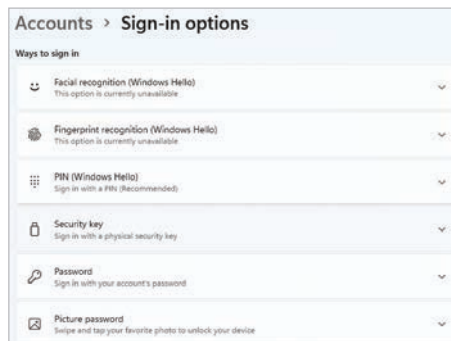 Accounts > Sign-in options
Ways to sign in
Facial recognition (Windows Hello)
This option is currently unavailable
Fingerprint recognition (Windows Hello)
This option is currently unavailable
PIN (Windows Hello)
Sign in with a PIN (Recommended)
Security key
Sign in with a physical security key
Password
Sign in with your account's password
Picture password
Swipe and tap your favorite photo to unlock your device